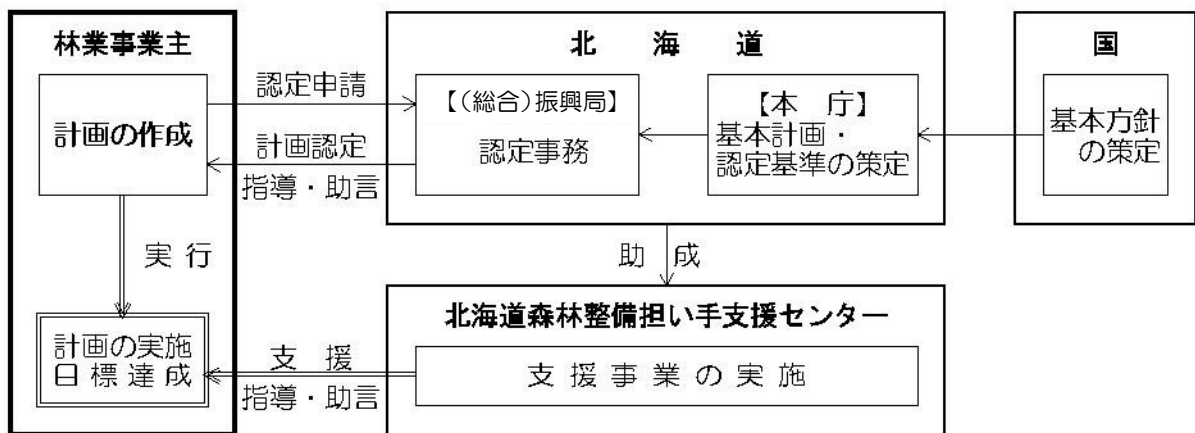 林業事業主
計画の作成
実 行
計画の実施
目 標 達 成
認定申請
計画認定
指導・助言
支 援
指導・助言
北 海 道
【(総合)振興局】
認定事務
【本 庁】
基本計画・
認定基準の策定
助 成
北海道森林整備担い手支援センター
支 援 事 業 の 実 施
国
基本方針
の策定